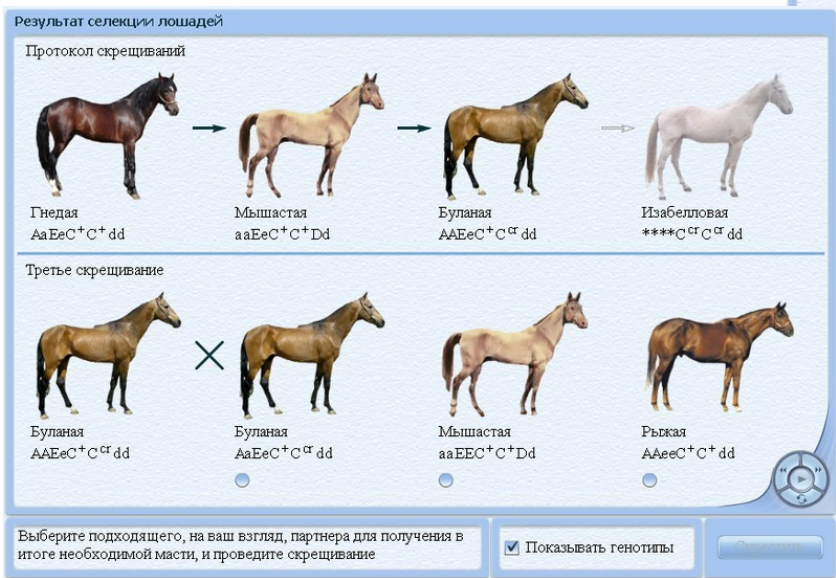 Результат селекции лошадей
Протокол скрещиваний
Гнедая Мышастая Буланая Изабелловая
AaEeC⁺C⁺dd aaEeC⁺C⁺Dd AAEeC⁺Cᶜʳdd ****CᶜʳCᶜʳdd
Третье скрещивание
Буланая Буланая Мышастая Рыжая
AAEeC⁺Cᶜʳdd AaEeC⁺Cᶜʳdd aaEEC⁺C⁺Dd AAeeC⁺C⁺dd
Выберите подходящего, на ваш взгляд, партнера для получения в
итоге необходимой масти, и проведите скрещивание
Показывать генотипы